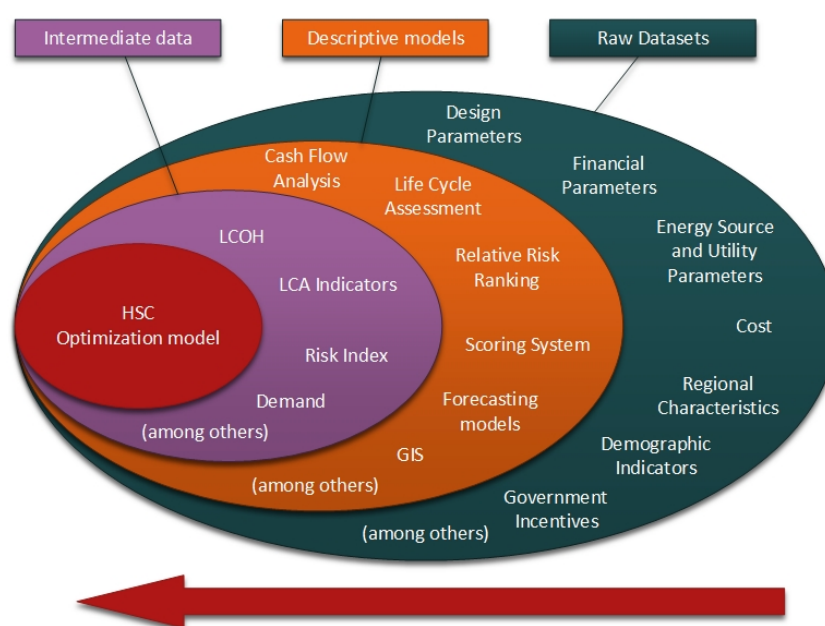 Intermediate data
Descriptive models
Raw Datasets
Design
Parameters
Financial
Parameters
Energy Source
and Utility
Parameters
Cost
Regional
Characteristics
Demographic
Indicators
Government
Incentives
(among others)
Cash Flow
Analysis
Life Cycle
Assessment
Relative Risk
Ranking
Scoring System
Forecasting
models
GIS
(among others)
LCOH
LCA Indicators
Risk Index
Demand
(among others)
HSC
Optimization model